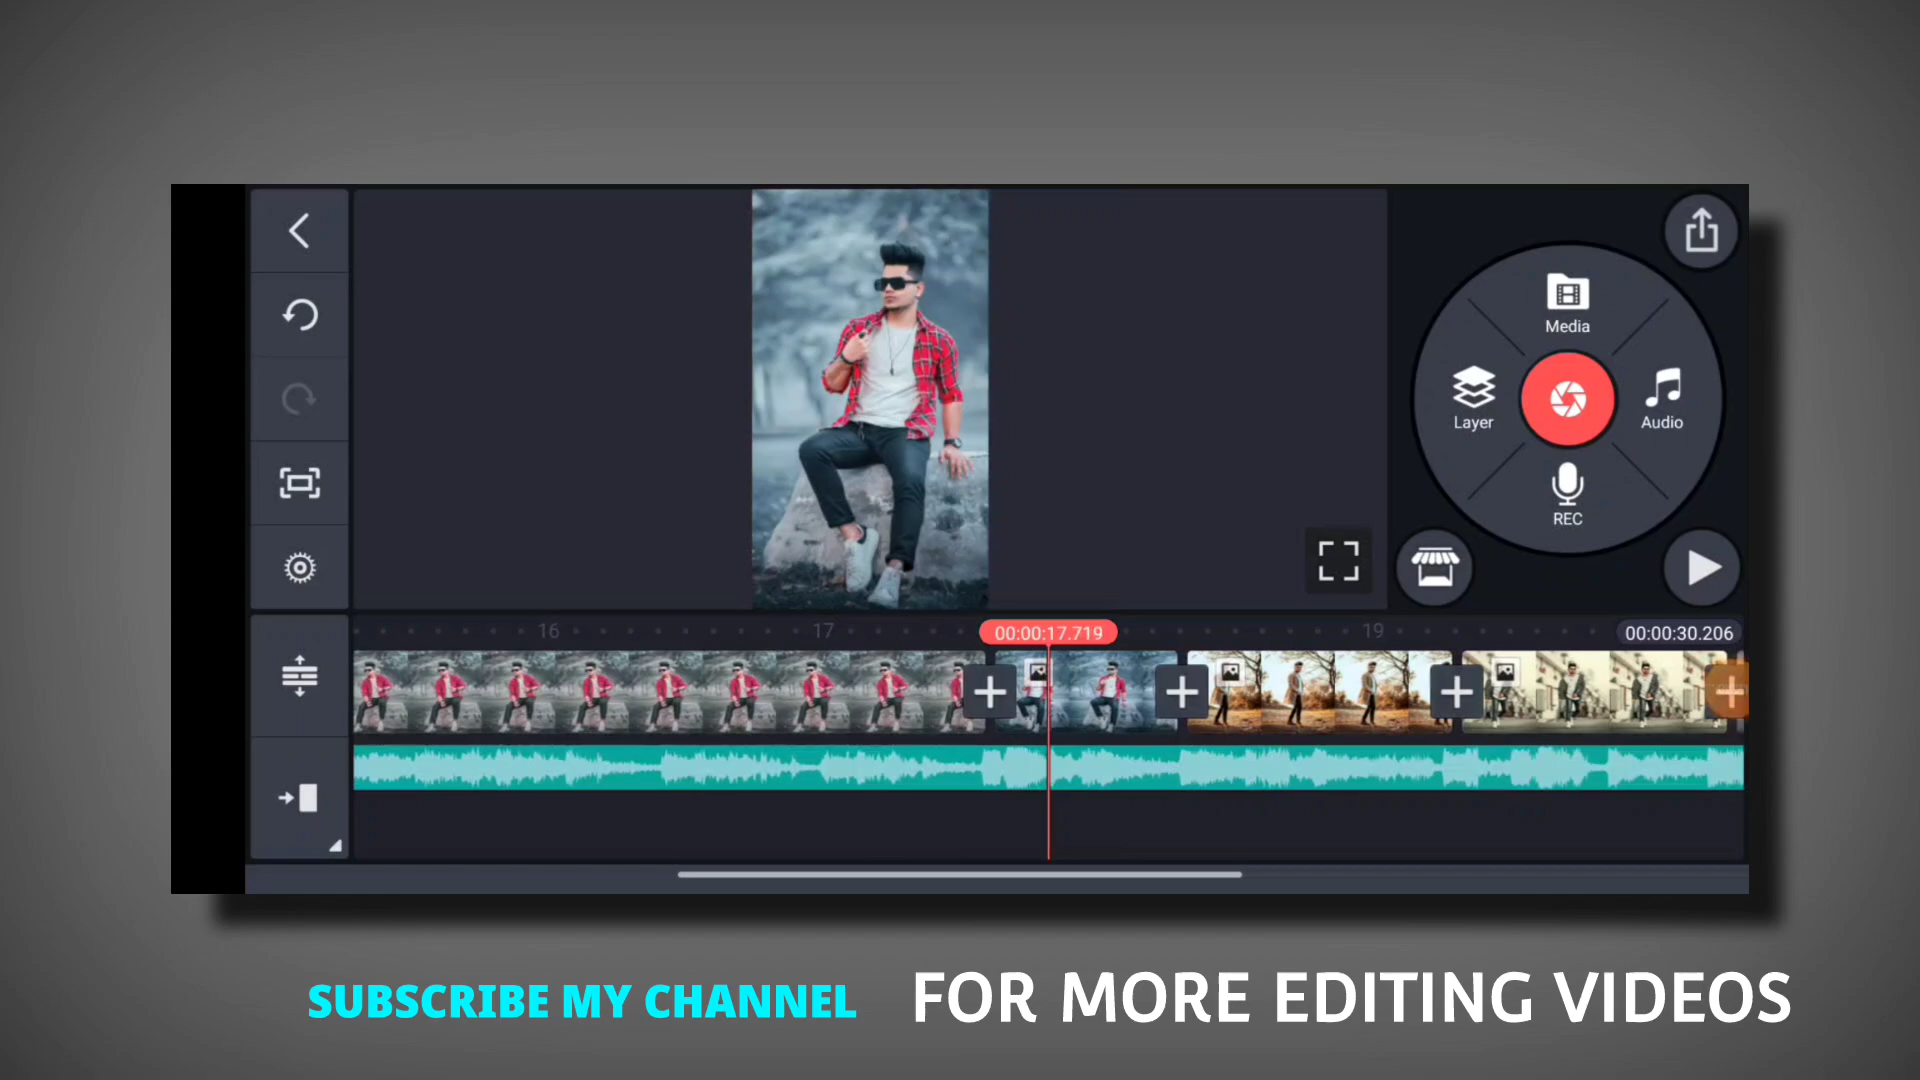 Media
Layer
Audio
REC
16
17
00:00:17.719
19
00:00:30.206
SUBSCRIBE MY CHANNEL
FOR MORE EDITING VIDEOS